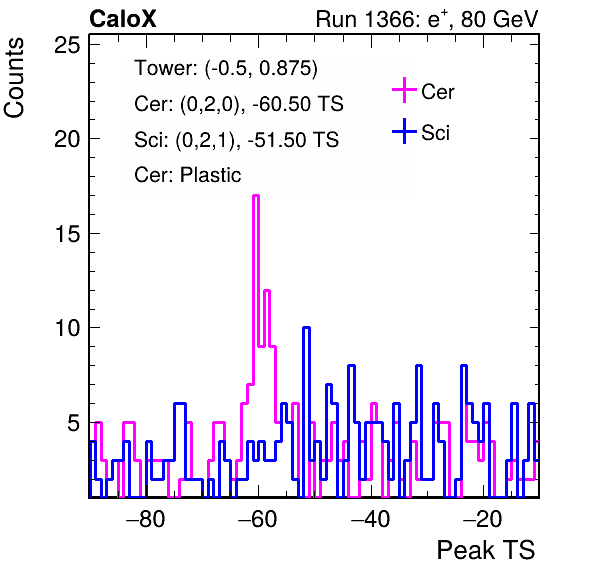 CaloX Run 1366: e⁺, 80 GeV
Counts
25
20
15
10
5
Tower: (-0.5, 0.875)
Cer: (0,2,0), -60.50 TS
Sci: (0,2,1), -51.50 TS
Cer: Plastic
Cer
Sci
−80 −60 −40 −20
Peak TS